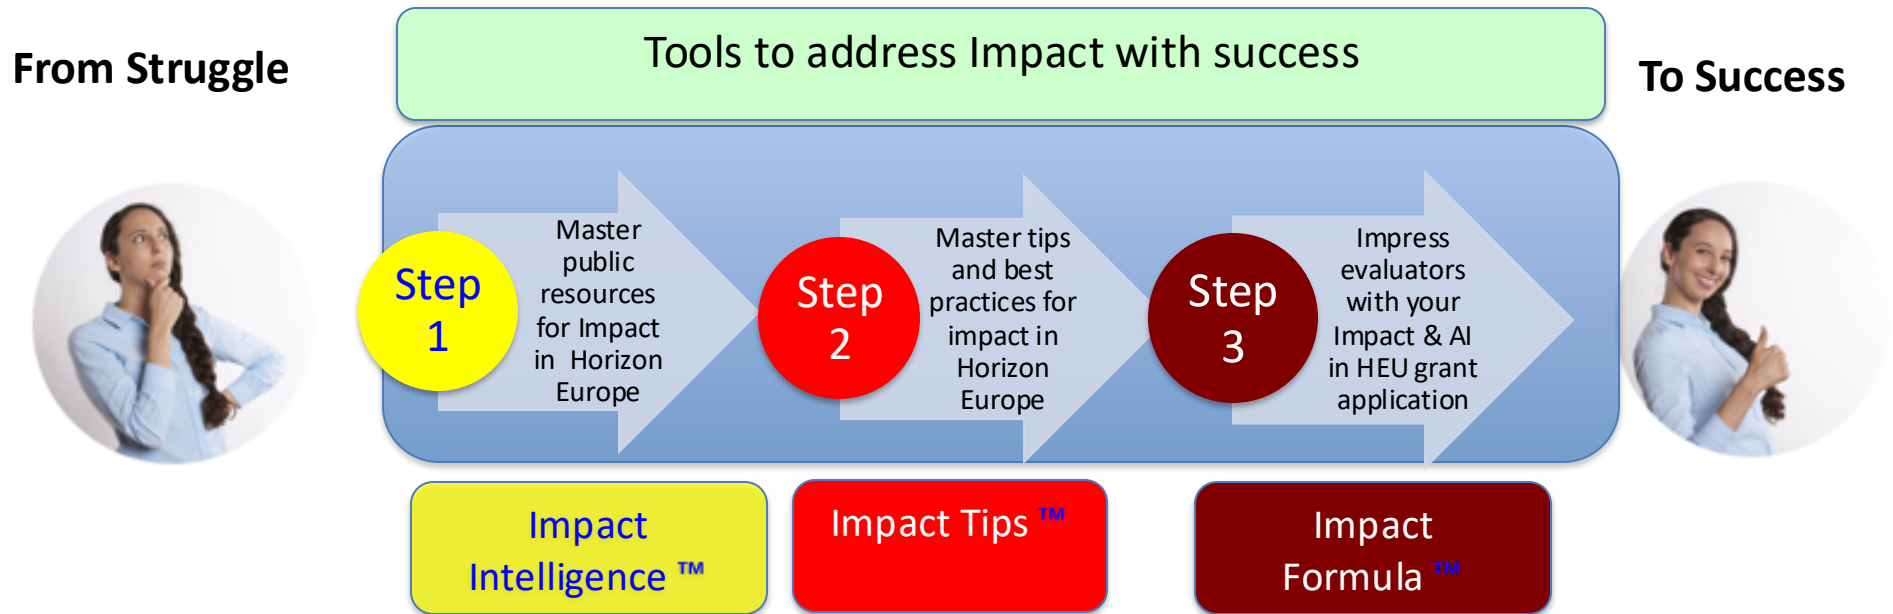 From Struggle
Tools to address Impact with success
To Success
Step
1
Master
public
resources
for Impact
in Horizon
Europe
Step
2
Master tips
and best
practices for
impact in
Horizon
Europe
Step
3
Impress
evaluators
with your
Impact & AI
in HEU grant
application
Impact
Intelligence ™
Impact Tips ™
Impact
Formula ™